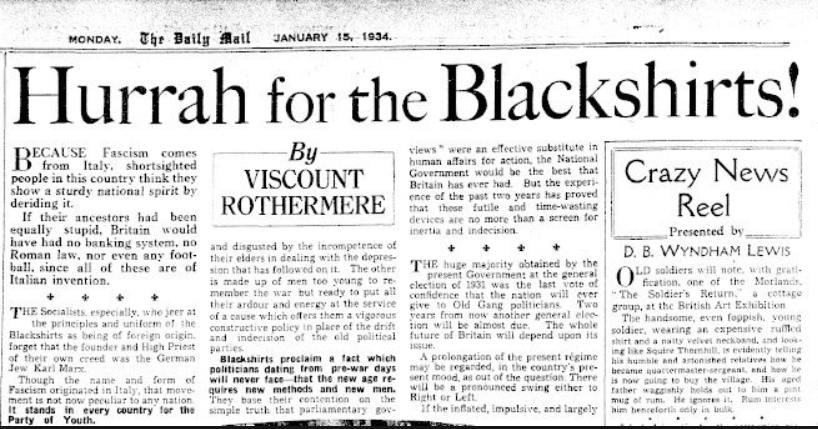 MONDAY. The Daily Mail JANUARY 15, 1934.
Hurrah for the Blackshirts!
BECAUSE Fascism comes
from Italy, shortsighted
people in this country think they
show a sturdy national spirit by
deriding it.
If their ancestors had been
equally stupid, Britain would
have had no banking system, no
Roman law, nor even any foot-
ball, since all of these are of
Italian invention.
THE Socialists, especially, who jeer at
the principles and uniform of the
Blackshirts as being of foreign origin,
forget that the founder and High Priest
of their own creed was the German
Jew Karl Marx.
Though the name and form of
Fascism originated in Italy, that move-
ment is not now peculiar to any nation.
It stands in every country for the
Party of Youth.
By
VISCOUNT
ROTHERMERE
and disgusted by the incompetence of
their elders in dealing with the depres-
sion that has followed on it. The other
is made up of men too young to re-
member the war but ready to put all
their ardour and energy at the service
of a cause which offers them a vigorous
constructive policy in place of the drift
and indecision of the old political
parties.
Blackshirts proclaim a fact which
politicians dating from pre-war days
will never face—that the new age re-
quires new methods and new men.
They base their contention on the
simple truth that parliamentary gov-
views" were an effective substitute in
human affairs for action, the National
Government would be the best that
Britain has ever had. But the experi-
ence of the past two years has proved
that these futile and time-wasting
devices are no more than a screen for
inertia and indecision.
THE huge majority obtained by the
present Government at the general
election of 1931 was the last vote of
confidence that the nation will ever
give to Old Gang politicians. Two
years from now another general elec-
tion will be almost due. The whole
future of Britain will depend upon its
issue.
A prolongation of the present régime
may be regarded, in the country's pre-
sent mood, as out of the question. There
will be a pronounced swing either to
Right or Left.
If the inflated, impulsive, and largely
Crazy News
Reel
Presented by
D. B. WYNDHAM LEWIS
OLD soldiers will note, with grati-
fication, one of the Morlands,
"The Soldier's Return," a cottage
group, at the British Art Exhibition
The handsome, even foppish, young
soldier, wearing an expensive ruffled
shirt and a natty velvet neckband, and look-
ing like Squire Thornhill, is evidently telling
his humble and astonished relatives how he
became quartermaster-sergeant, and how he
is now going to buy the village. His aged
father waggishly holds out to him a pint
mug of rum. He ignores it. Rum interests
him henceforth only in bulk.